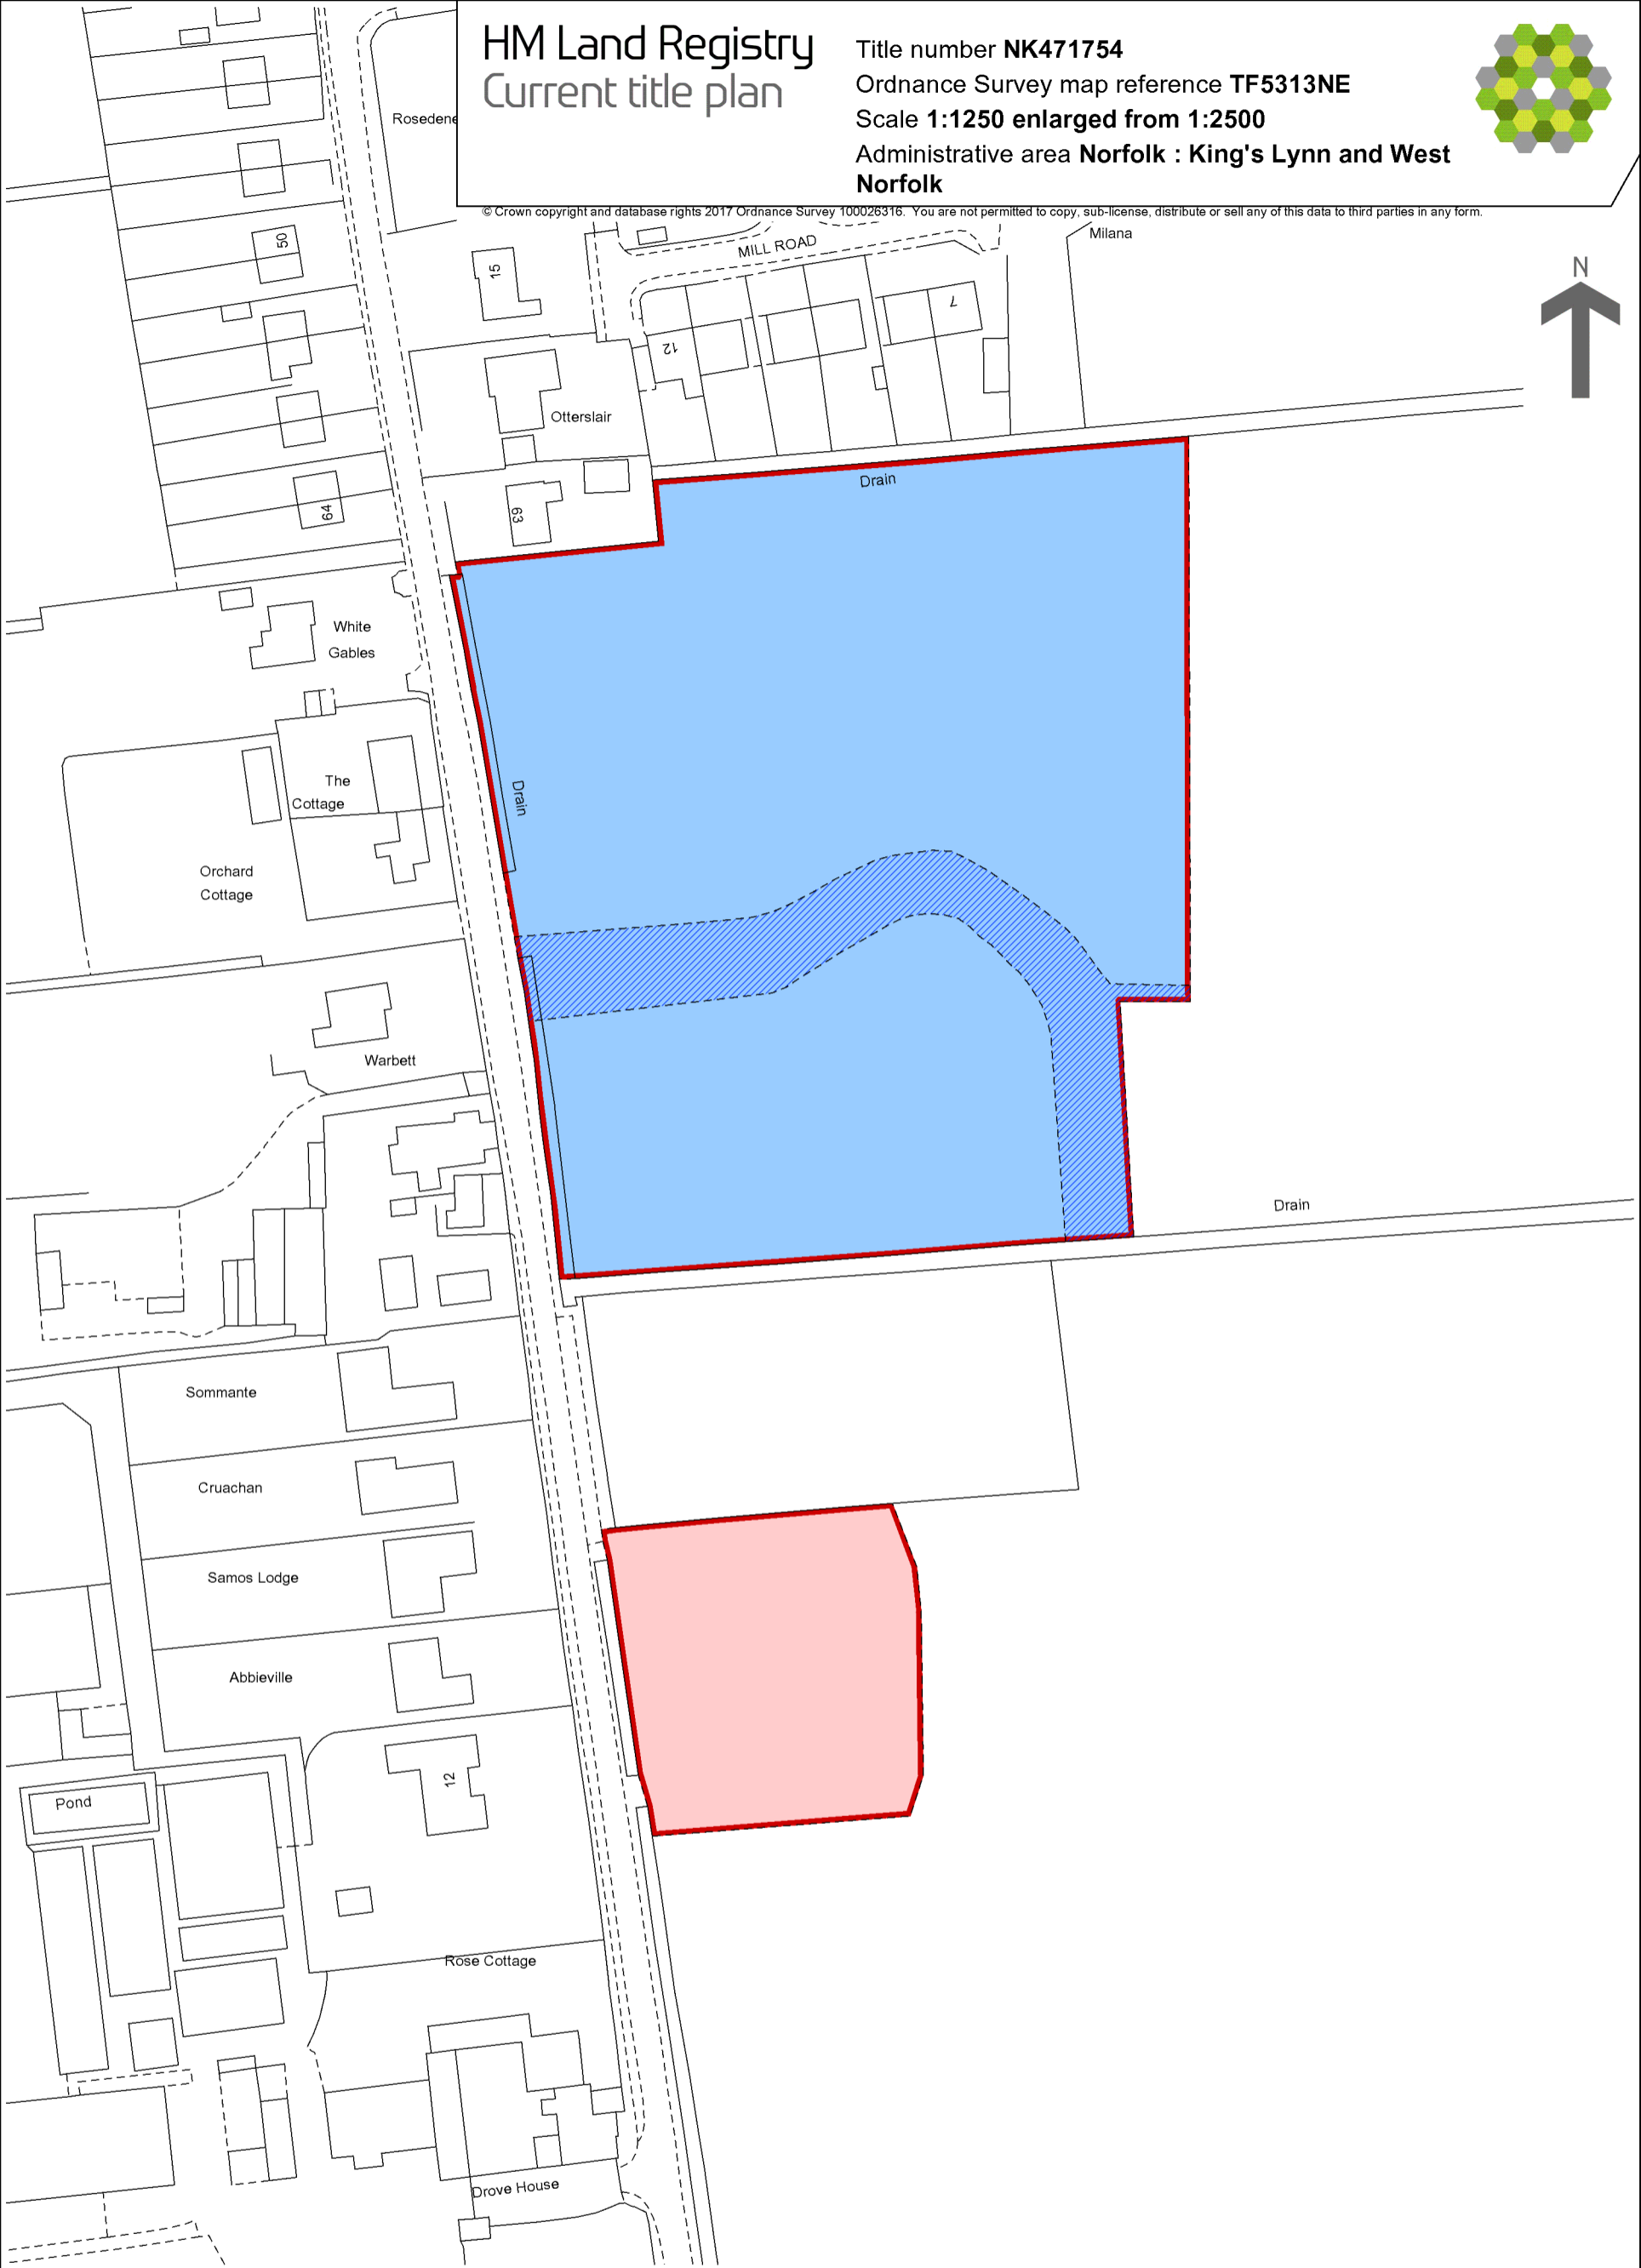 HM Land Registry
Current title plan
Title number NK471754
Ordnance Survey map reference TF5313NE
Scale 1:1250 enlarged from 1:2500
Administrative area Norfolk : King's Lynn and West
Norfolk
© Crown copyright and database rights 2017 Ordnance Survey 100026316. You are not permitted to copy, sub-license, distribute or sell any of this data to third parties in any form.
Rosedene
Milana
MILL ROAD
50
15
N
7
12
Otterslair
Drain
64
63
White
Gables
The
Cottage
Drain
Orchard
Cottage
Warbett
Drain
Sommante
Cruachan
Samos Lodge
Abbieville
12
Pond
Rose Cottage
Drove House